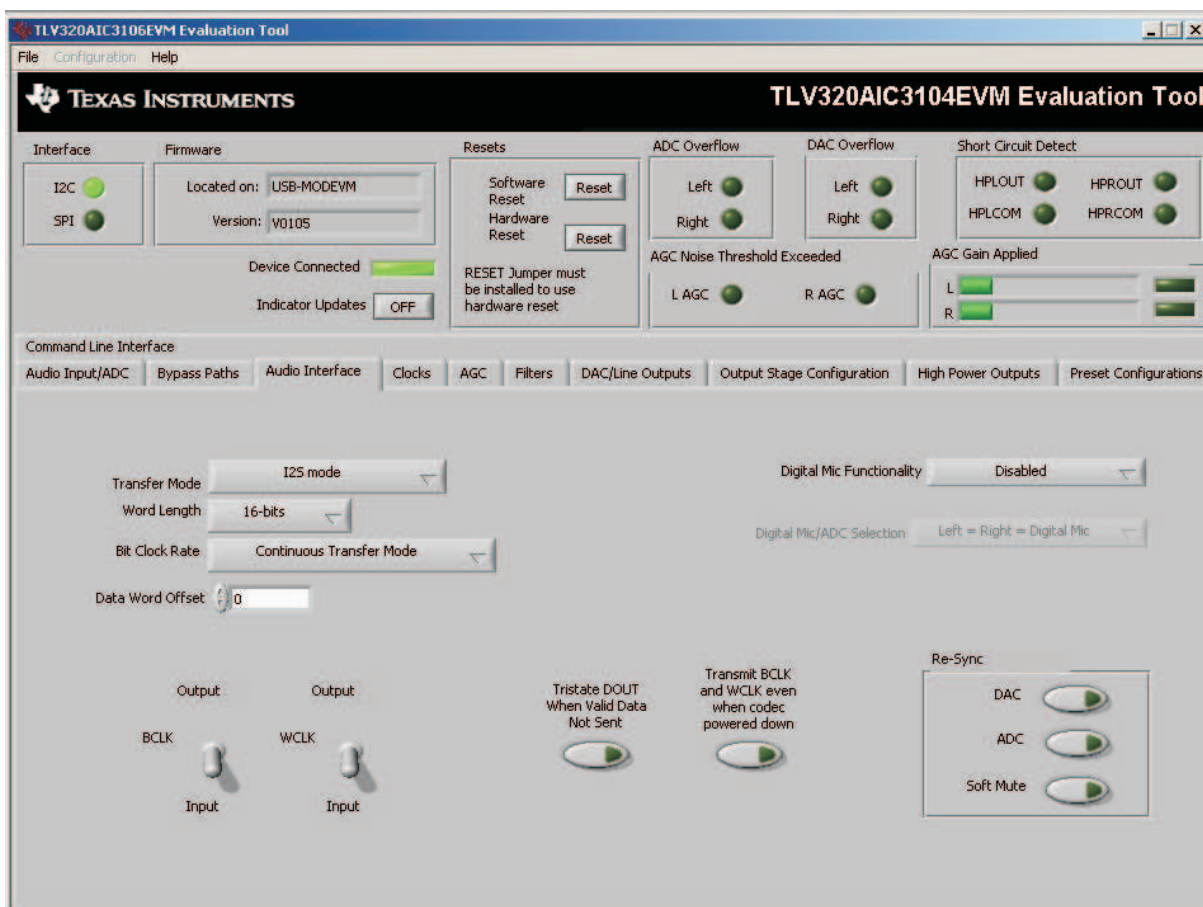 TLV320AIC3106EVM Evaluation Tool
File Configuration Help
TEXAS INSTRUMENTS
TLV320AIC3104EVM Evaluation Tool
Interface
I2C
SPI
Firmware
Located on: USB-MODEVM
Version: V0105
Device Connected
Indicator Updates OFF
Resets
Software Reset Reset
Hardware Reset Reset
RESET Jumper must
be installed to use
hardware reset
ADC Overflow
Left
Right
DAC Overflow
Left
Right
Short Circuit Detect
HPLOUT HPROUT
HPLCOM HPRCOM
AGC Noise Threshold Exceeded
L AGC R AGC
AGC Gain Applied
L
R
Command Line Interface
Audio Input/ADC Bypass Paths Audio Interface Clocks AGC Filters DAC/Line Outputs Output Stage Configuration High Power Outputs Preset Configurations
Transfer Mode I2S mode
Word Length 16-bits
Bit Clock Rate Continuous Transfer Mode
Data Word Offset 0
Digital Mic Functionality Disabled
Digital Mic/ADC Selection Left = Right = Digital Mic
Output
BCLK
Input
Output
WCLK
Input
Tristate DOUT
When Valid Data
Not Sent
Transmit BCLK
and WCLK even
when codec
powered down
Re-Sync
DAC
ADC
Soft Mute